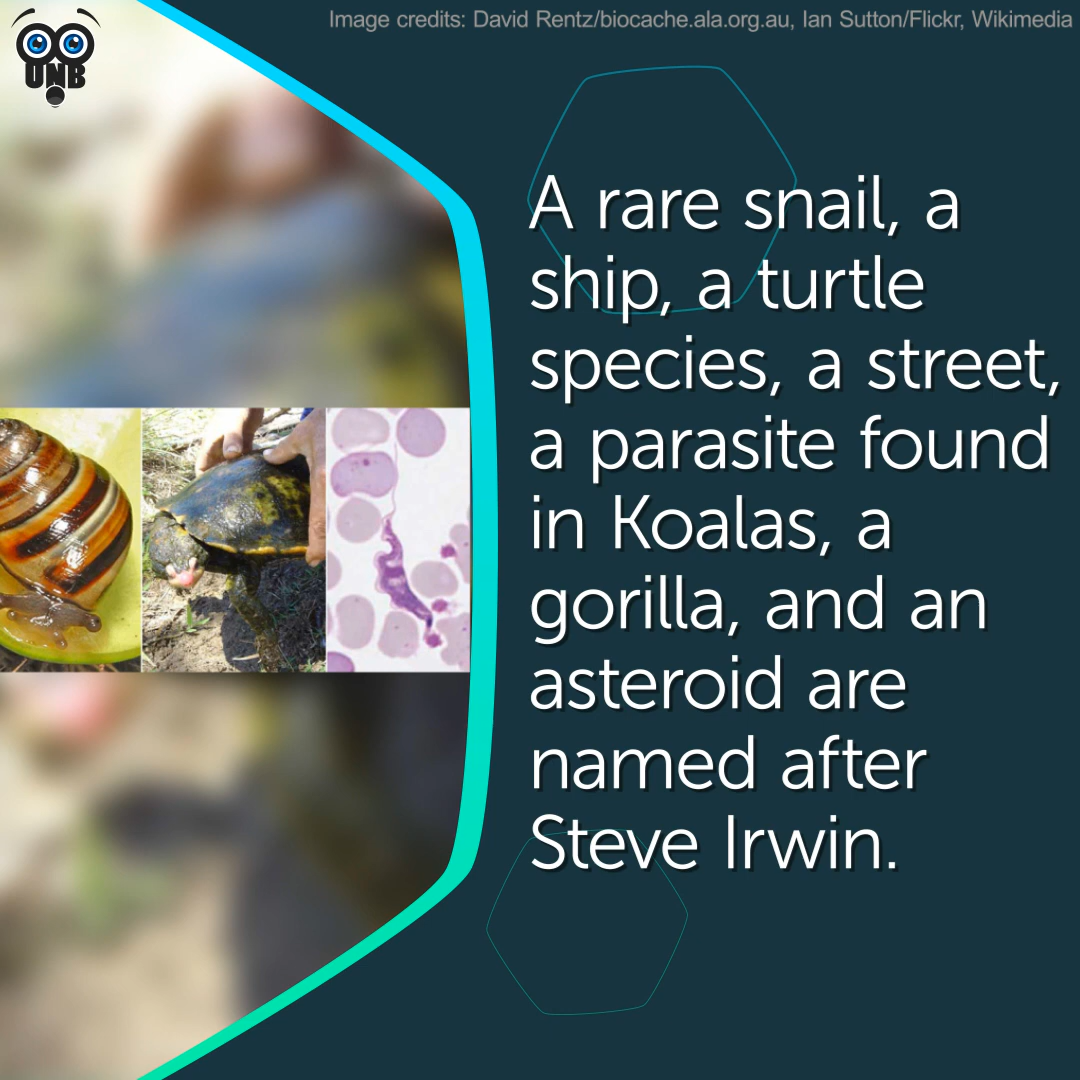 Image credits: David Rentz/biocache.ala.org.au, Ian Sutton/Flickr, Wikimedia
UNB
A rare snail, a
ship, a turtle
species, a street,
a parasite found
in Koalas, a
gorilla, and an
asteroid are
named after
Steve Irwin.